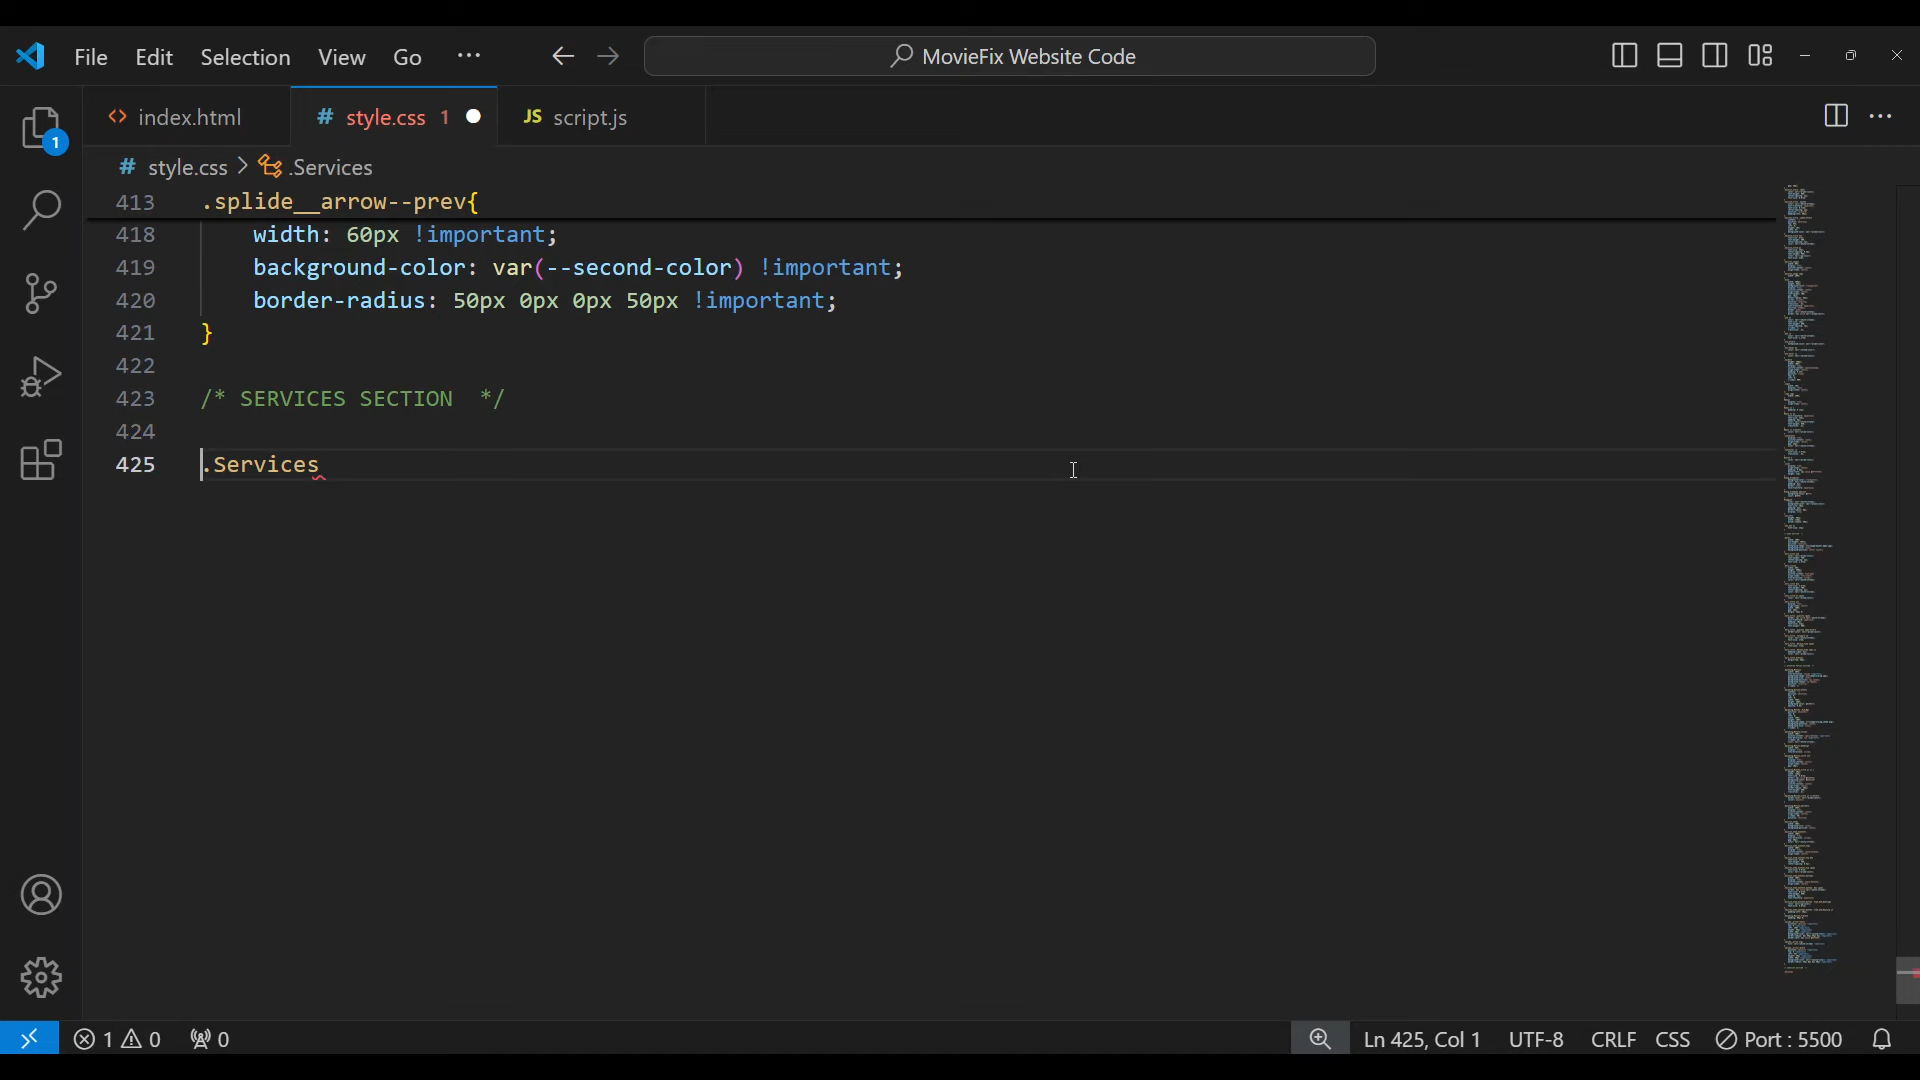 File Edit Selection View Go ··· MovieFix Website Code
index.html # style.css 1 JS script.js
1
# style.css > .Services
413 .splide__arrow--prev{
418 width: 60px !important;
419 background-color: var(--second-color) !important;
420 border-radius: 50px 0px 0px 50px !important;
421 }
422
423 /* SERVICES SECTION  */
424
425 .Services
1 0 0 Ln 425, Col 1 UTF-8 CRLF CSS Port : 5500